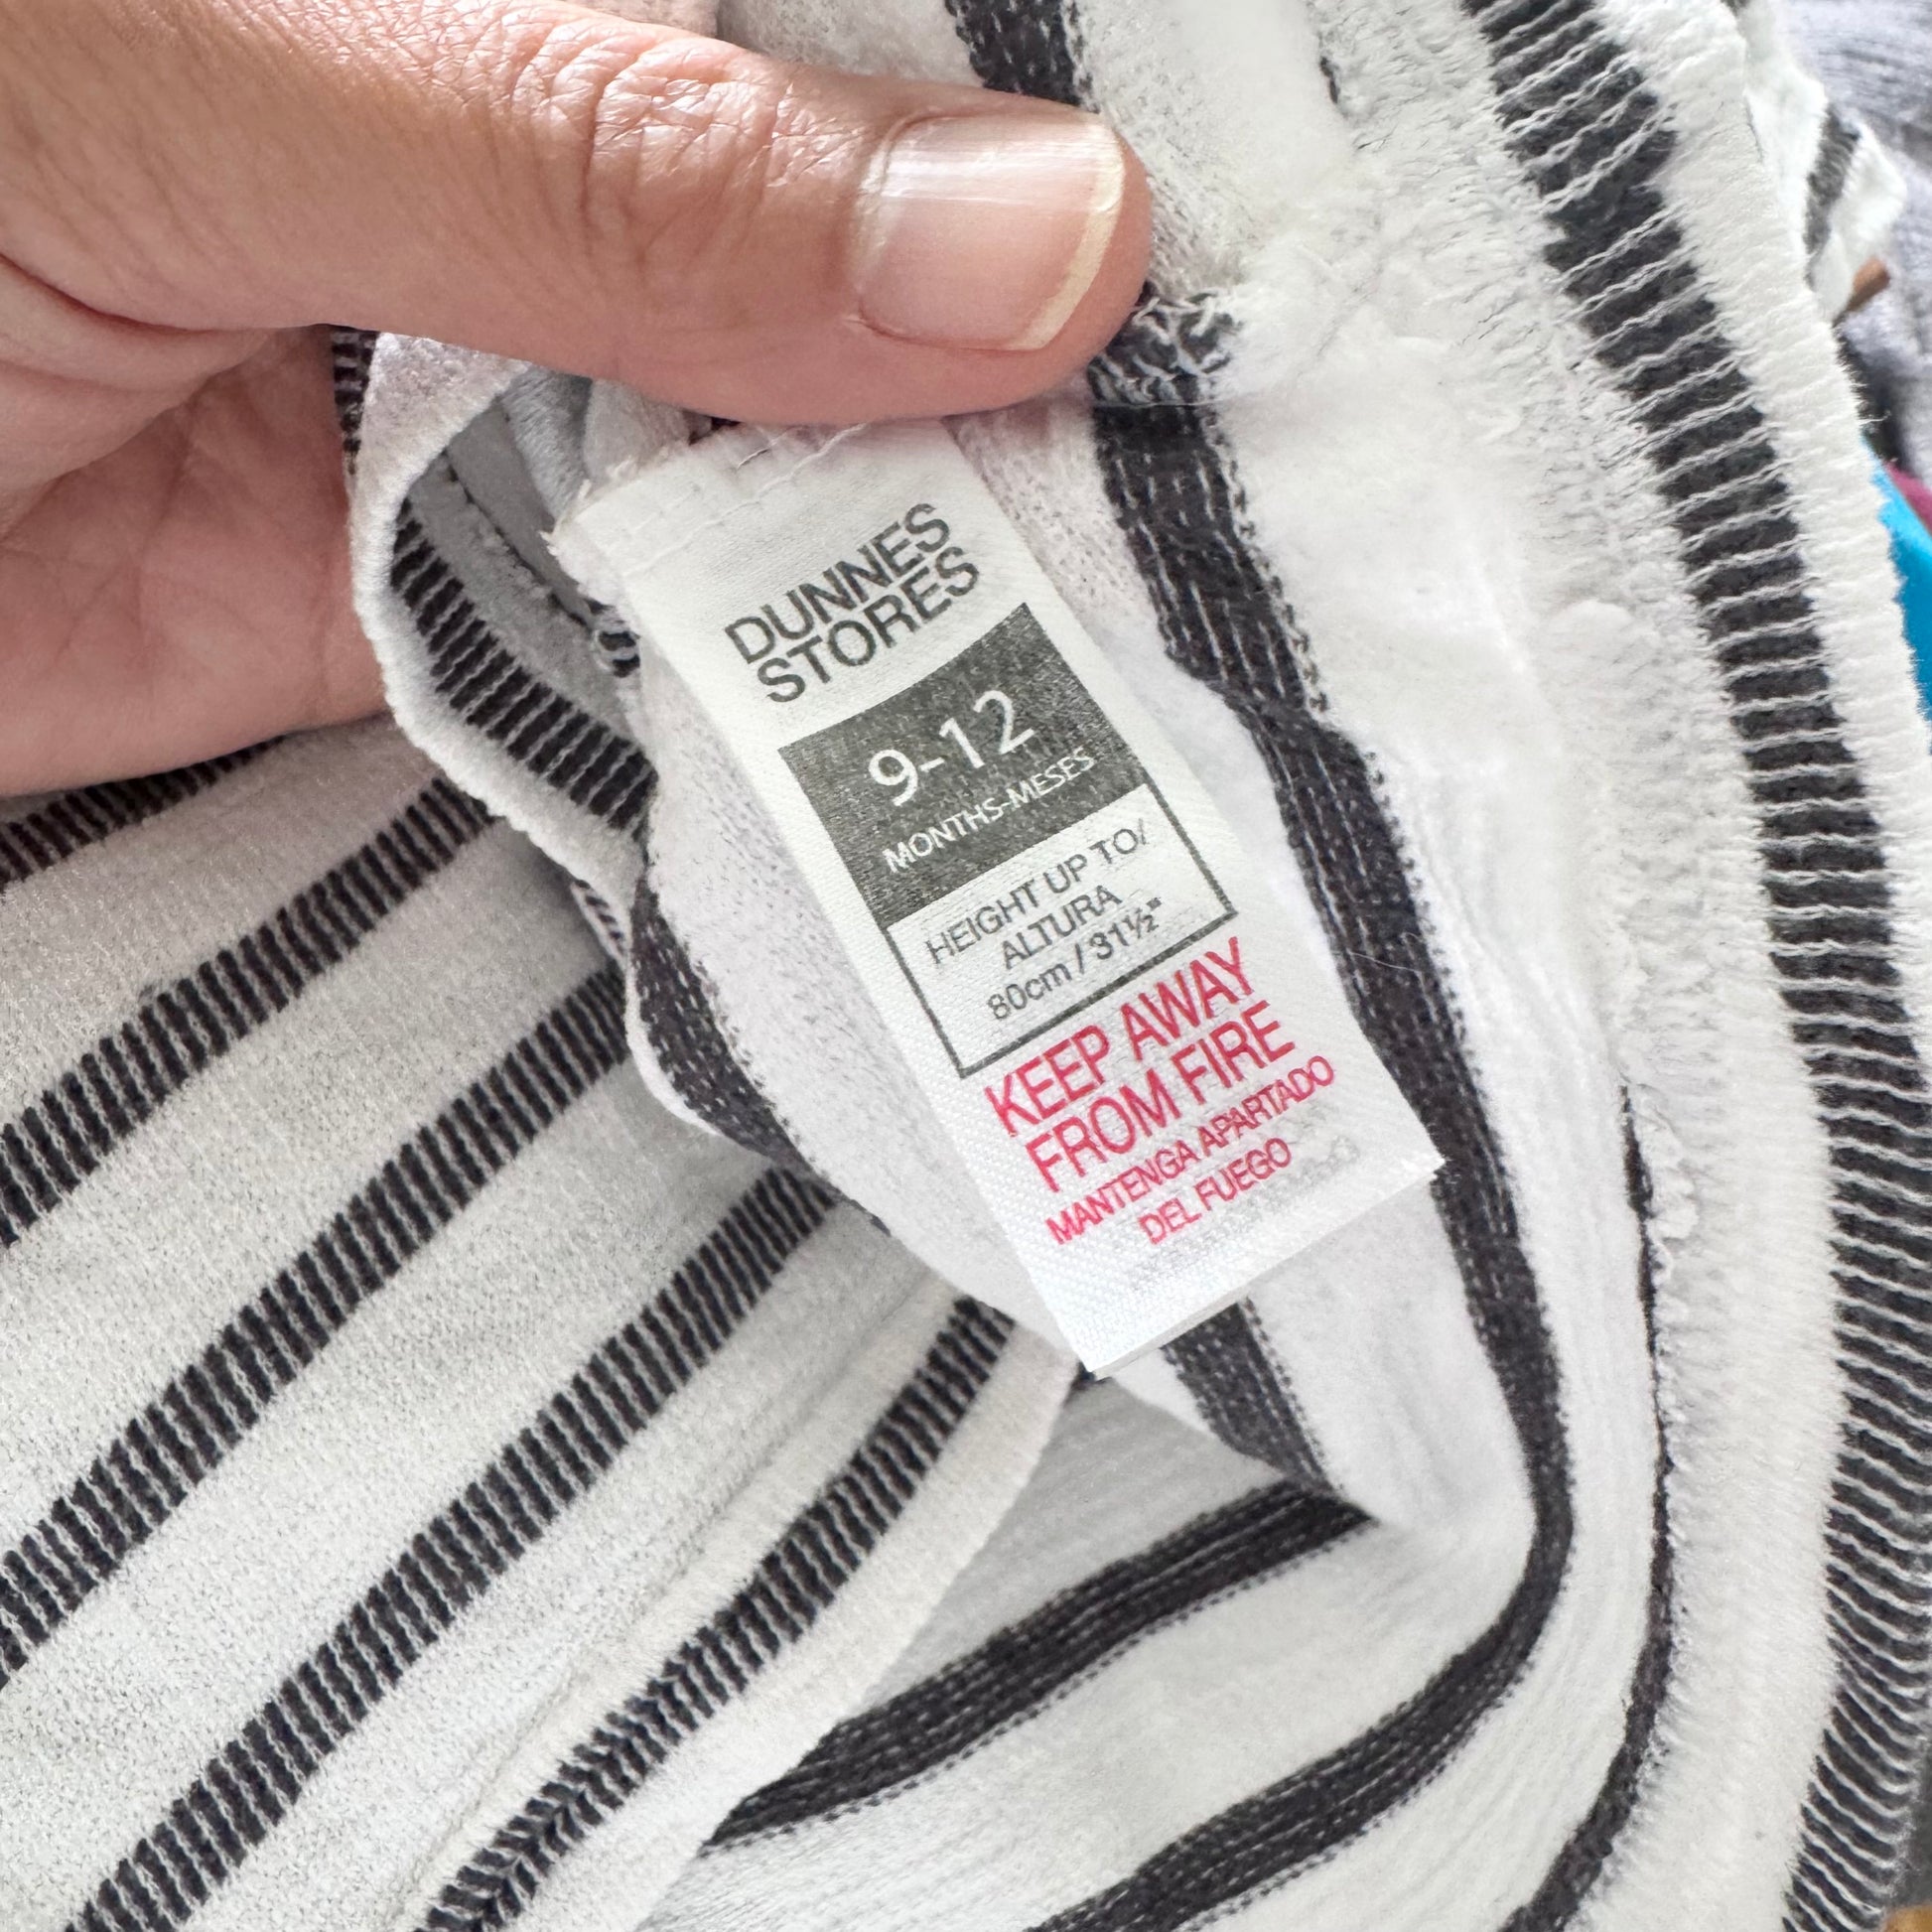 DUNNES
STORES
9-12
MONTHS-MESES
HEIGHT UP TO/
ALTURA
80cm / 31½"
KEEP AWAY
FROM FIRE
MANTENGA APARTADO
DEL FUEGO